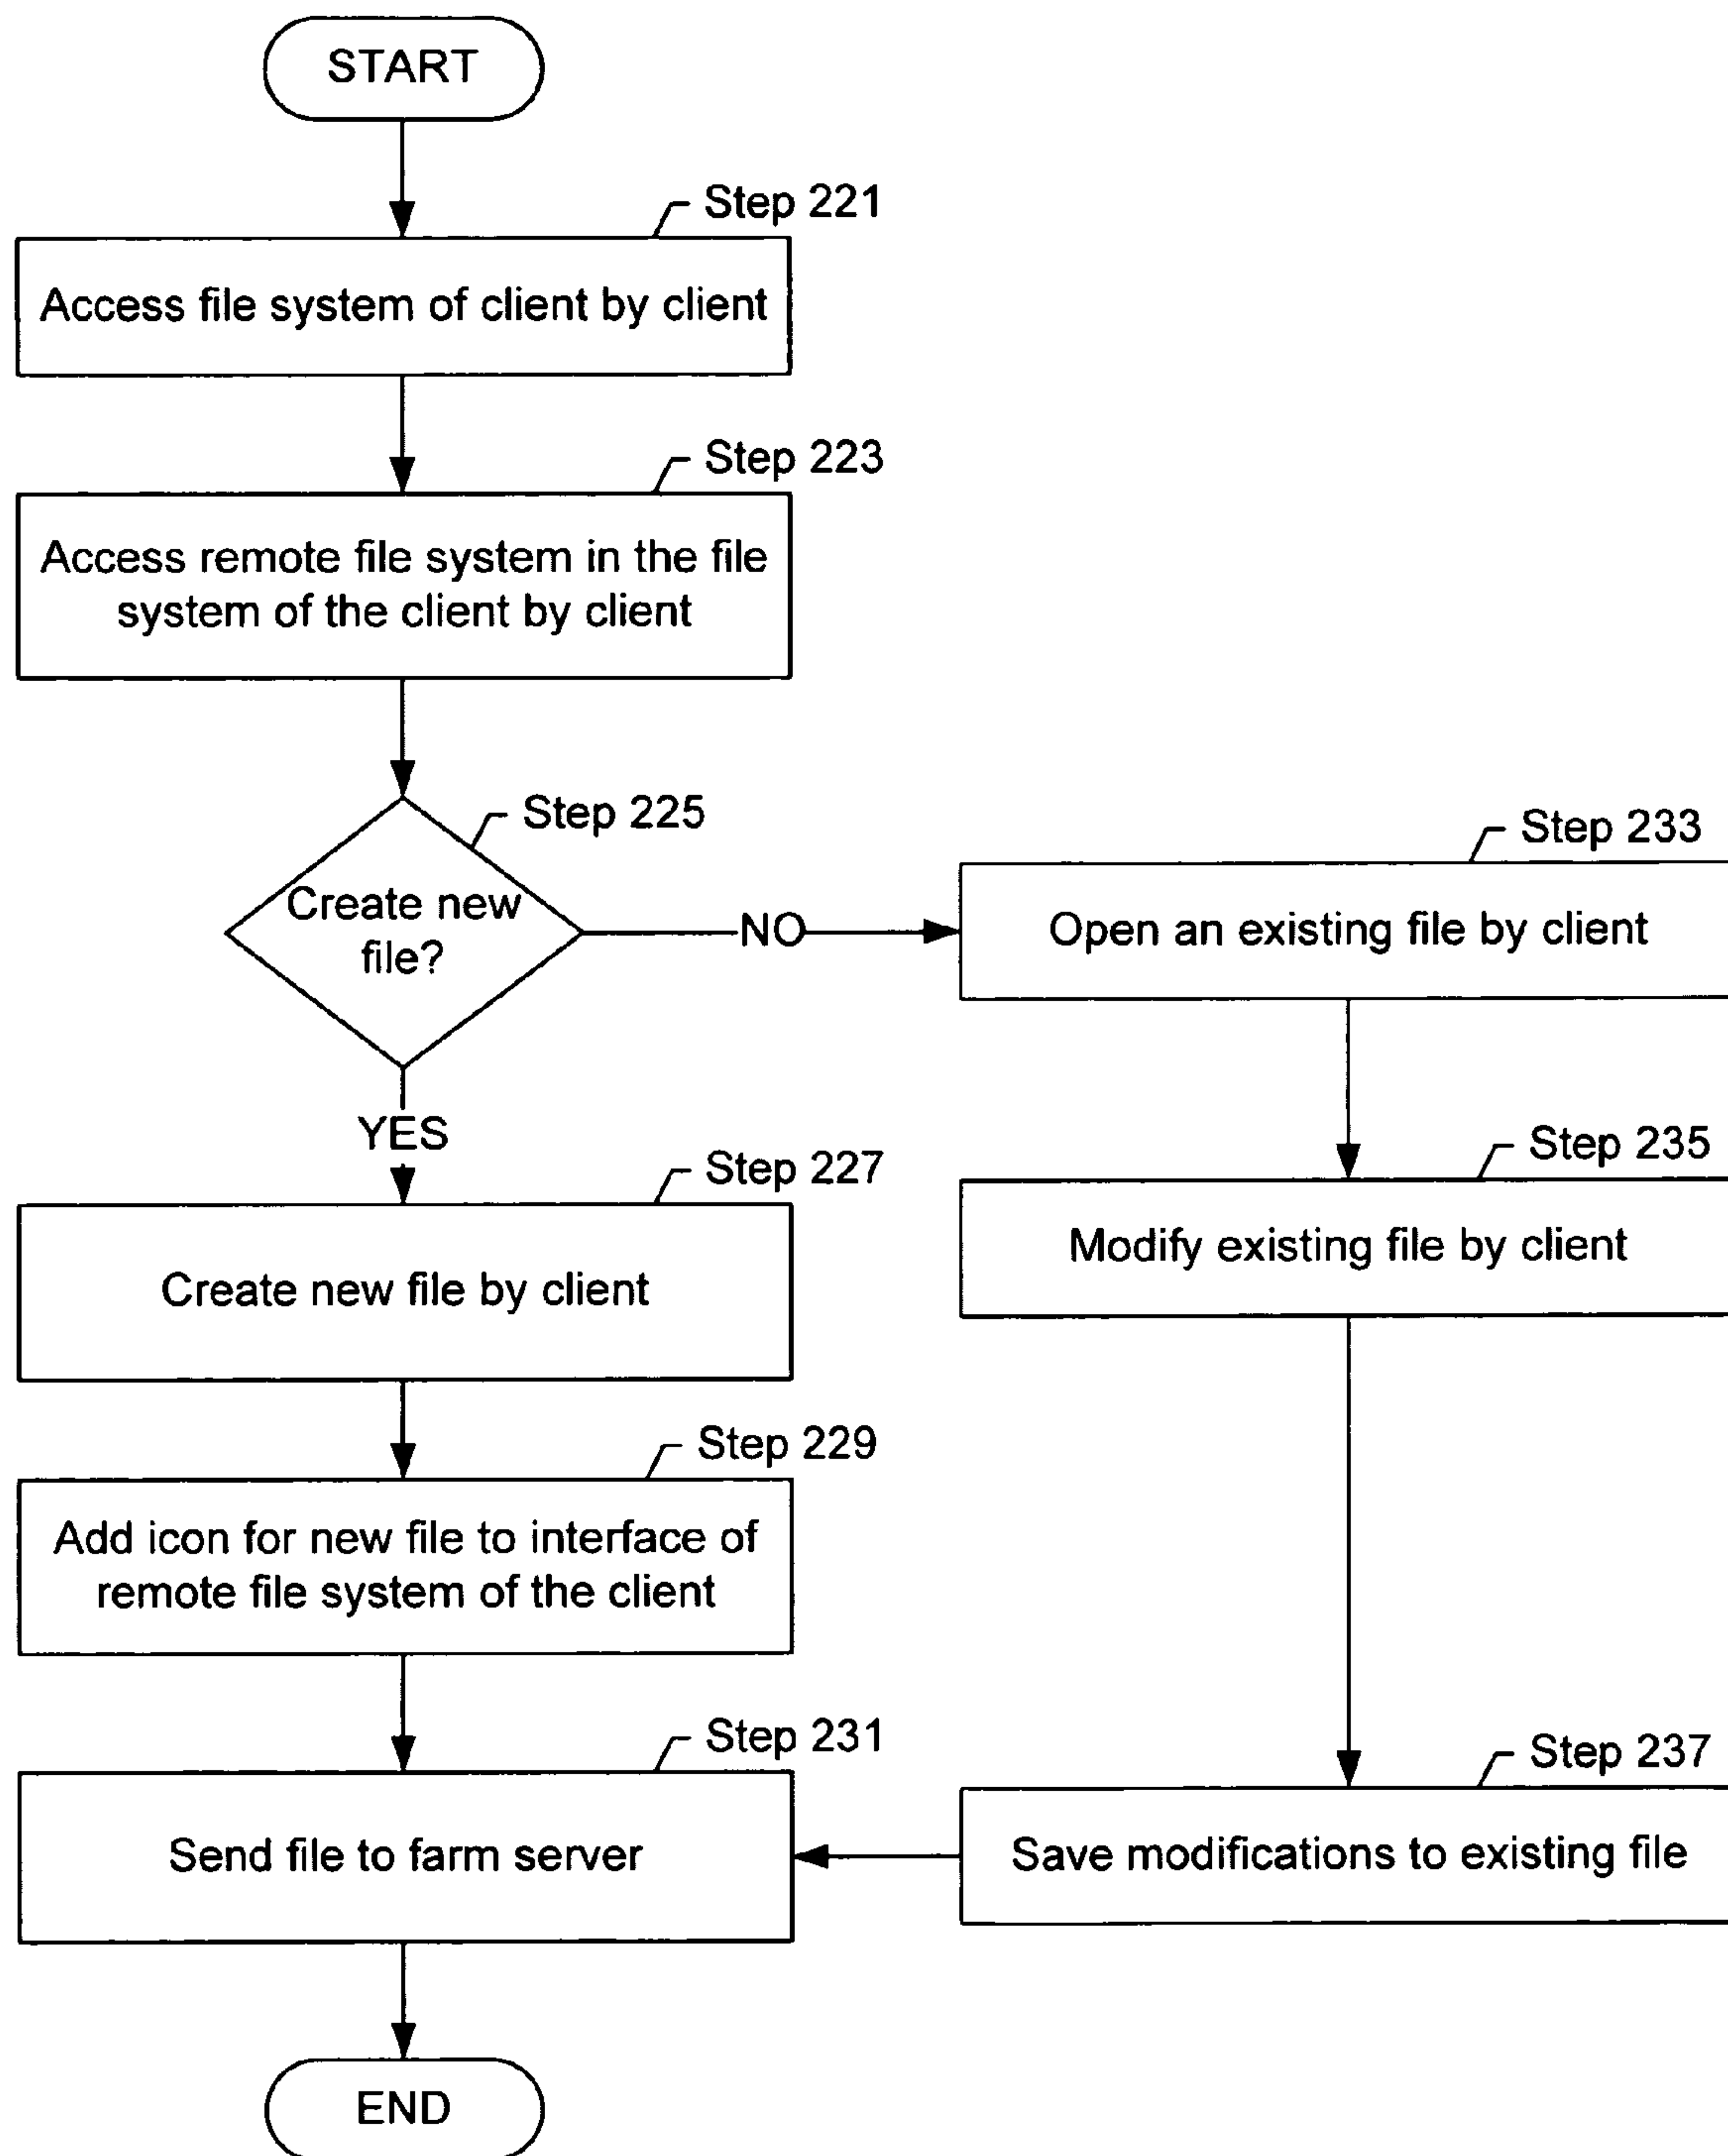 START
Step 221
Access file system of client by client
Step 223
Access remote file system in the file
system of the client by client
Step 225
Create new
file?
NO
Step 233
Open an existing file by client
YES
Step 227
Create new file by client
Step 235
Modify existing file by client
Step 229
Add icon for new file to interface of
remote file system of the client
Step 231
Send file to farm server
Step 237
Save modifications to existing file
END